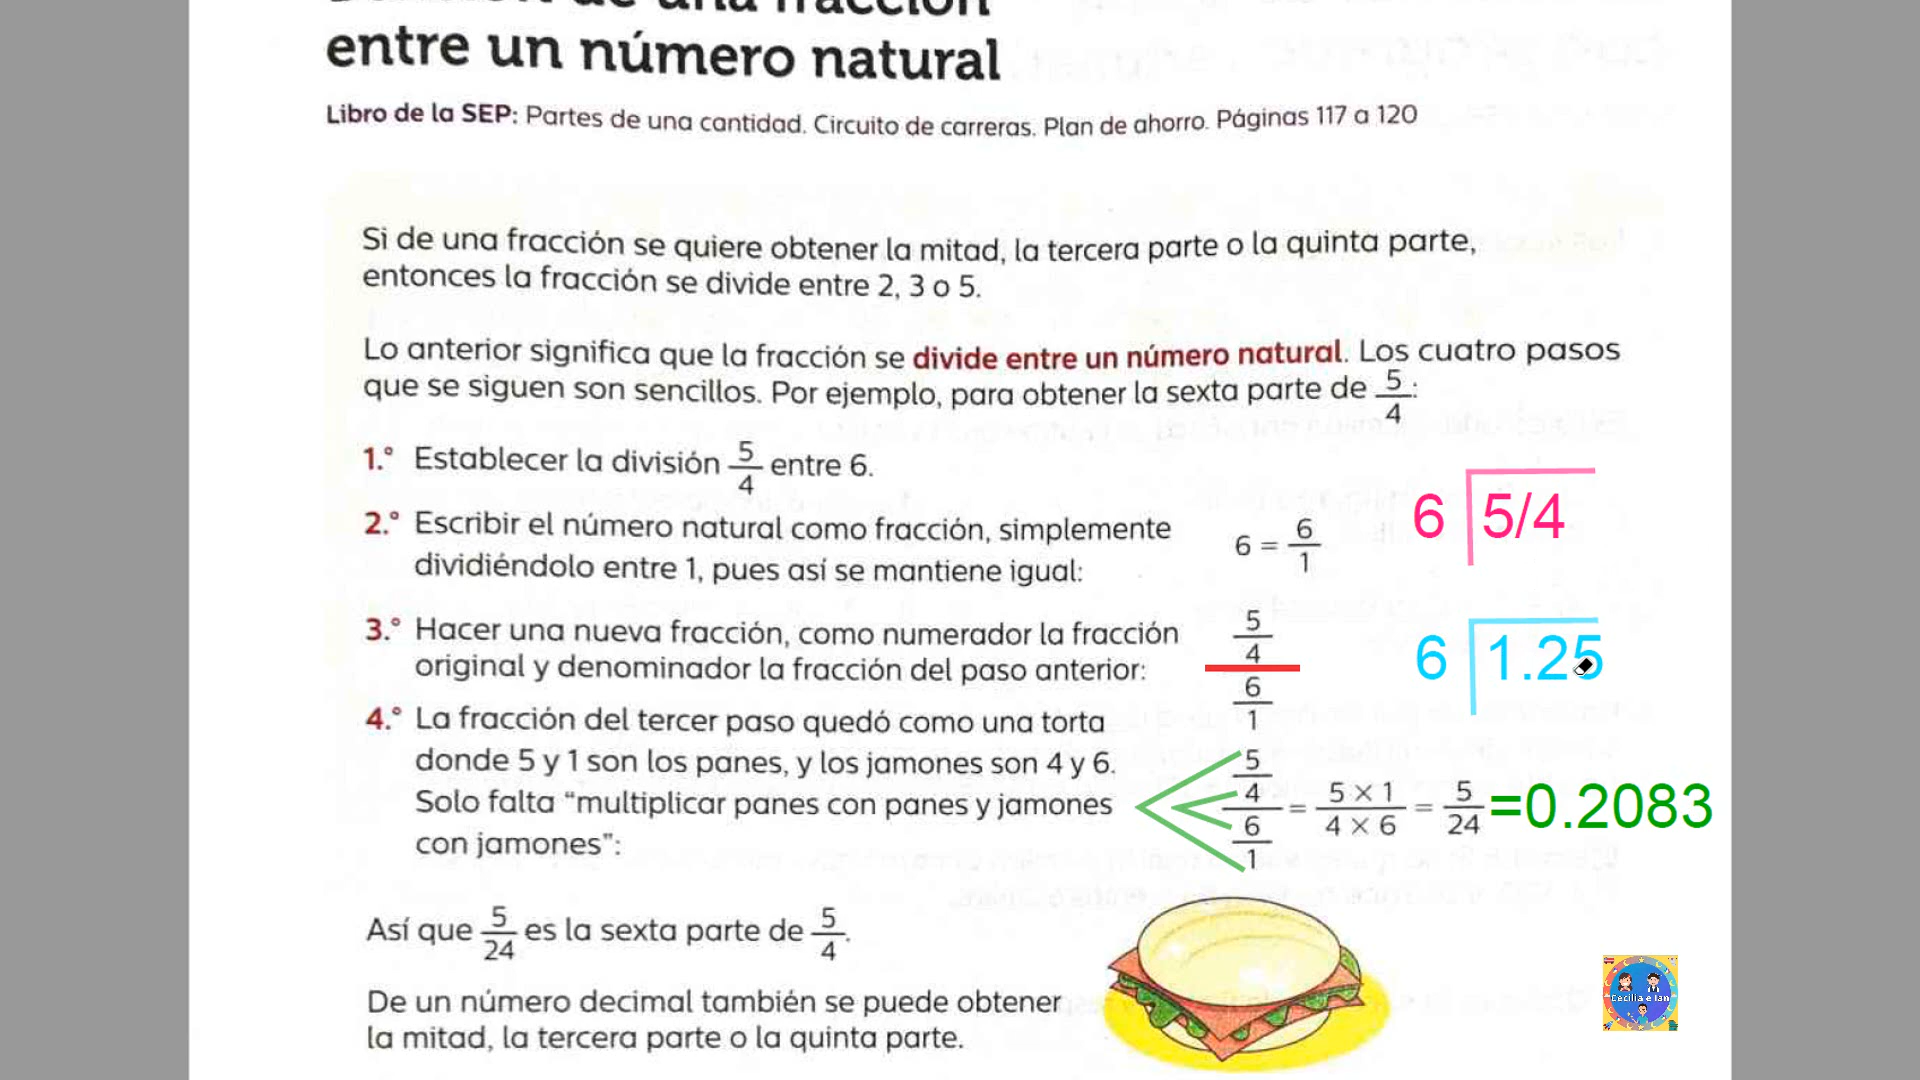 una fracción
entre un número natural
Libro de la SEP: Partes de una cantidad. Circuito de carreras. Plan de ahorro. Páginas 117 a 120
Si de una fracción se quiere obtener la mitad, la tercera parte o la quinta parte,
entonces la fracción se divide entre 2, 3 o 5.
Lo anterior significa que la fracción se divide entre un número natural. Los cuatro pasos
que se siguen son sencillos. Por ejemplo, para obtener la sexta parte de 5/4:
1.° Establecer la división 5/4 entre 6.
6 5/4
2.° Escribir el número natural como fracción, simplemente
dividiéndolo entre 1, pues así se mantiene igual:
6 = 6/1
3.° Hacer una nueva fracción, como numerador la fracción
original y denominador la fracción del paso anterior:
5/4
6/1
6 1.25
4.° La fracción del tercer paso quedó como una torta
donde 5 y 1 son los panes, y los jamones son 4 y 6.
Solo falta “multiplicar panes con panes y jamones
con jamones”:
5/4 / 6/1 = 5 × 1 / 4 × 6 = 5/24 =0.2083
Así que 5/24 es la sexta parte de 5/4.
De un número decimal también se puede obtener
la mitad, la tercera parte o la quinta parte.
Cecilia e Ian